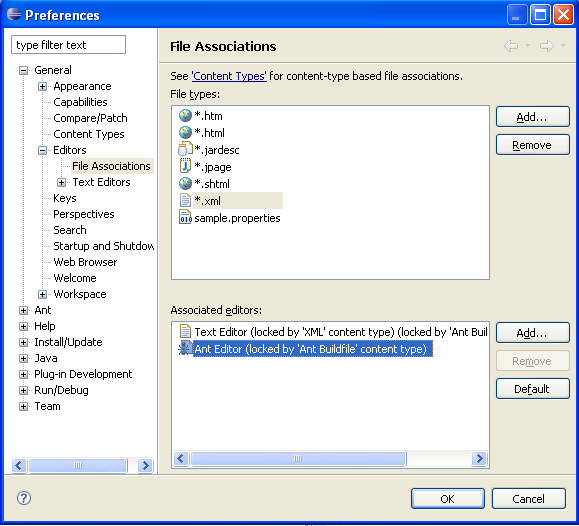 Preferences
type filter text
General
Appearance
Capabilities
Compare/Patch
Content Types
Editors
File Associations
Text Editors
Keys
Perspectives
Search
Startup and Shutdow
Web Browser
Welcome
Workspace
Ant
Help
Install/Update
Java
Plug-in Development
Run/Debug
Team
File Associations
See 'Content Types' for content-type based file associations.
File types:
*.htm
*.html
*.jardesc
*.jpage
*.shtml
*.xml
sample.properties
Add...
Remove
Associated editors:
Text Editor (locked by 'XML' content type) (locked by 'Ant Buil
Ant Editor (locked by 'Ant Buildfile' content type)
Add...
Remove
Default
?
OK
Cancel